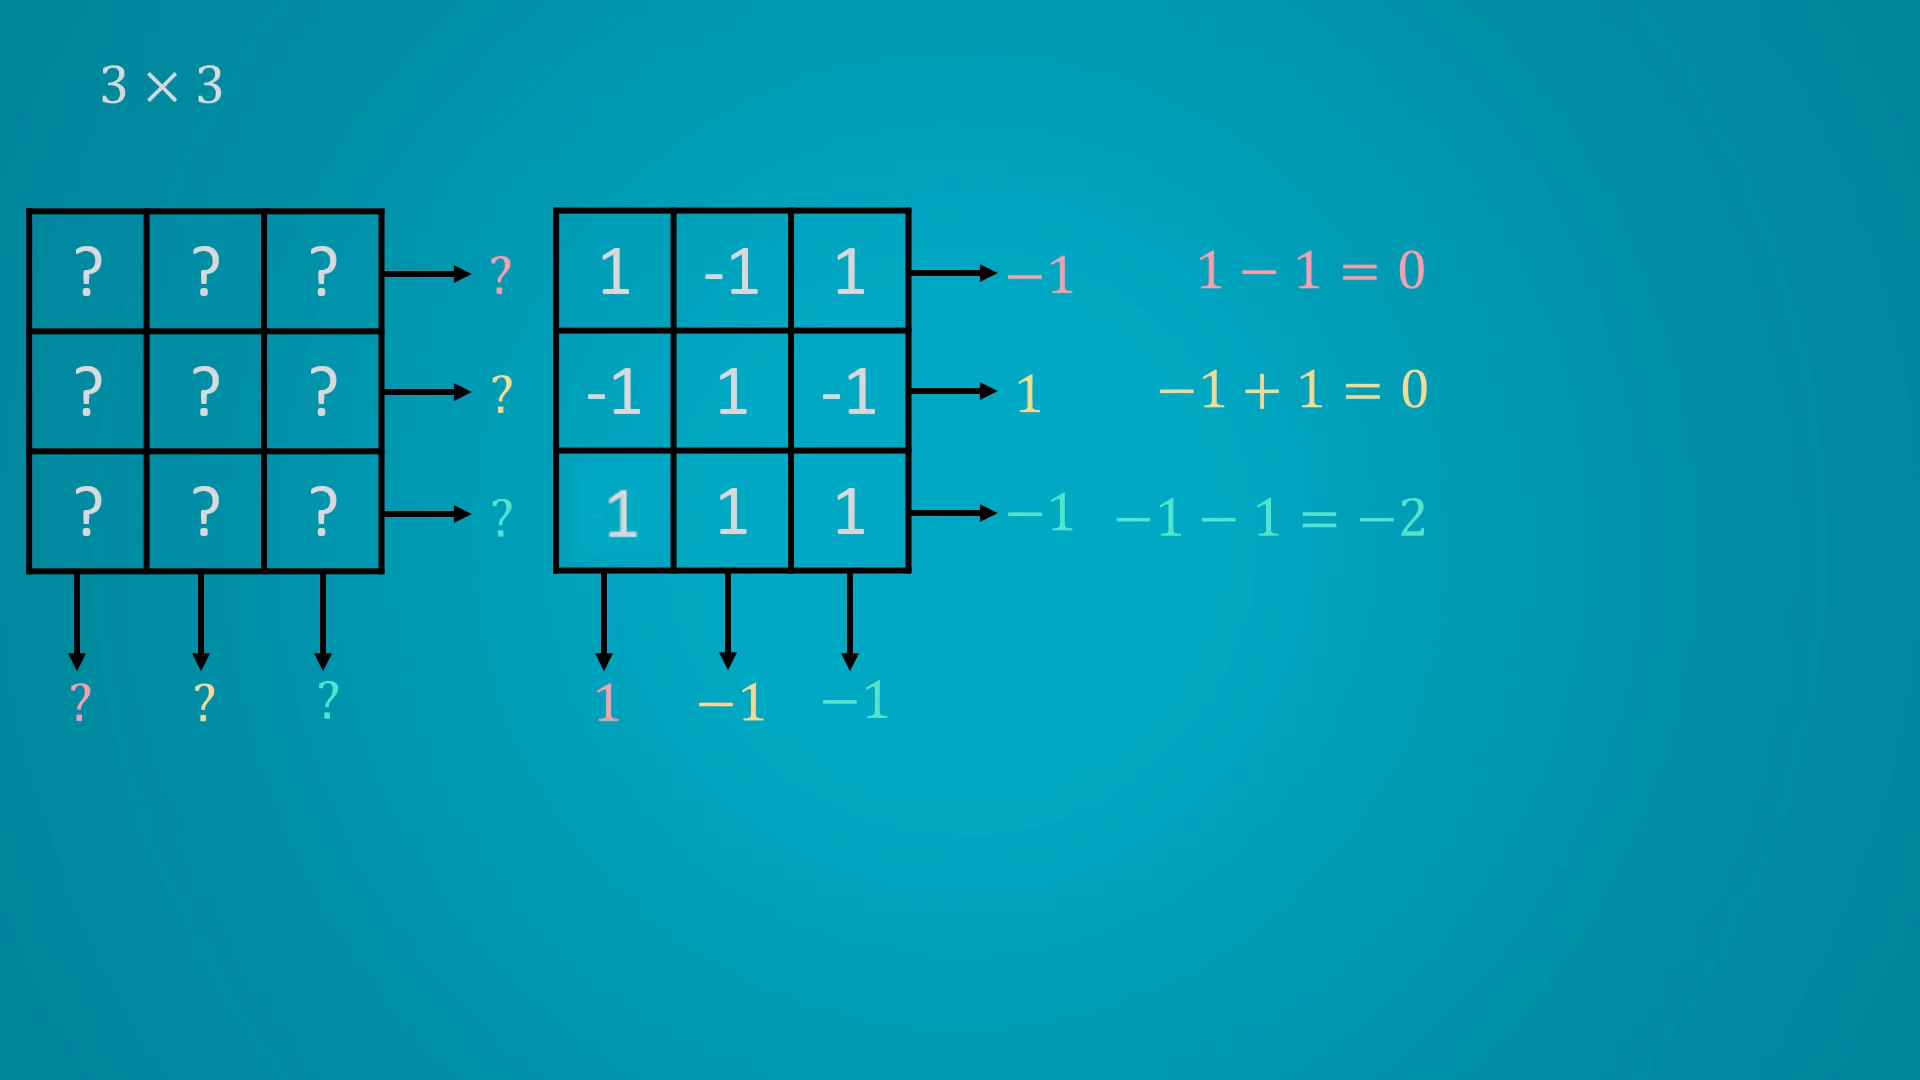 3 × 3
? ? ? ? 1 -1 1 −1 1 − 1 = 0
? ? ? ? -1 1 -1 1 −1 + 1 = 0
? ? ? ? 1 1 1 −1 −1 − 1 = −2
? ? ? 1 −1 −1